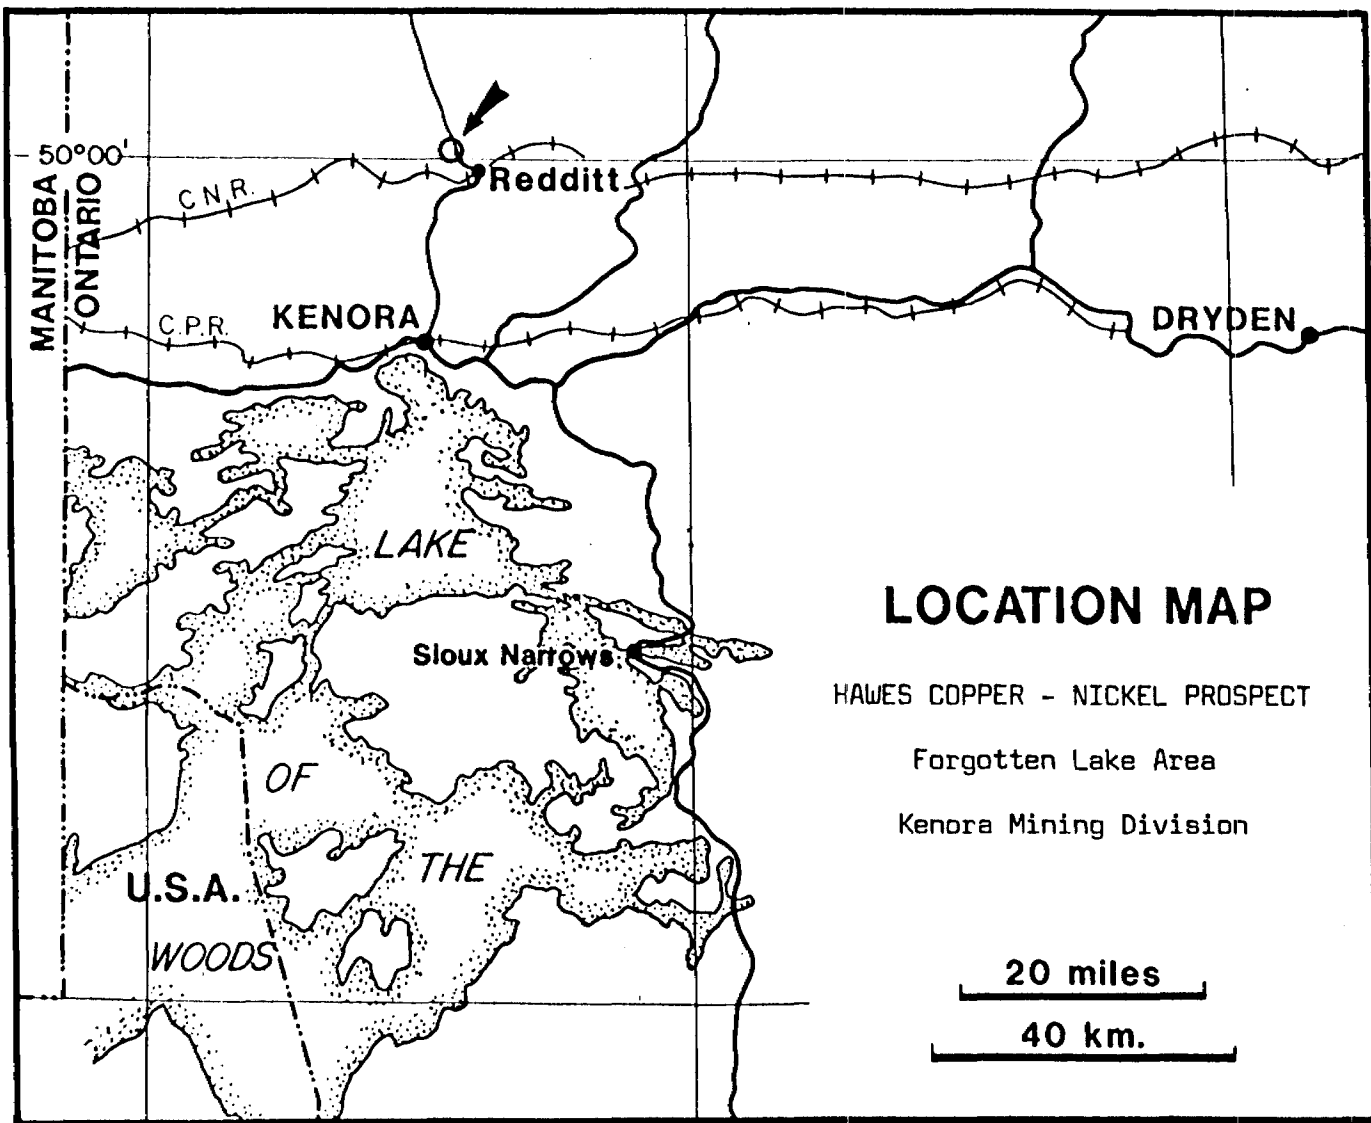 50°00'
C.N.R.
Redditt
MANITOBA
ONTARIO
C.P.R.
KENORA
DRYDEN
LAKE
LOCATION MAP
Sioux Narrows
HAWES COPPER - NICKEL PROSPECT
Forgotten Lake Area
OF
Kenora Mining Division
THE
U.S.A.
WOODS
20 miles
40 km.